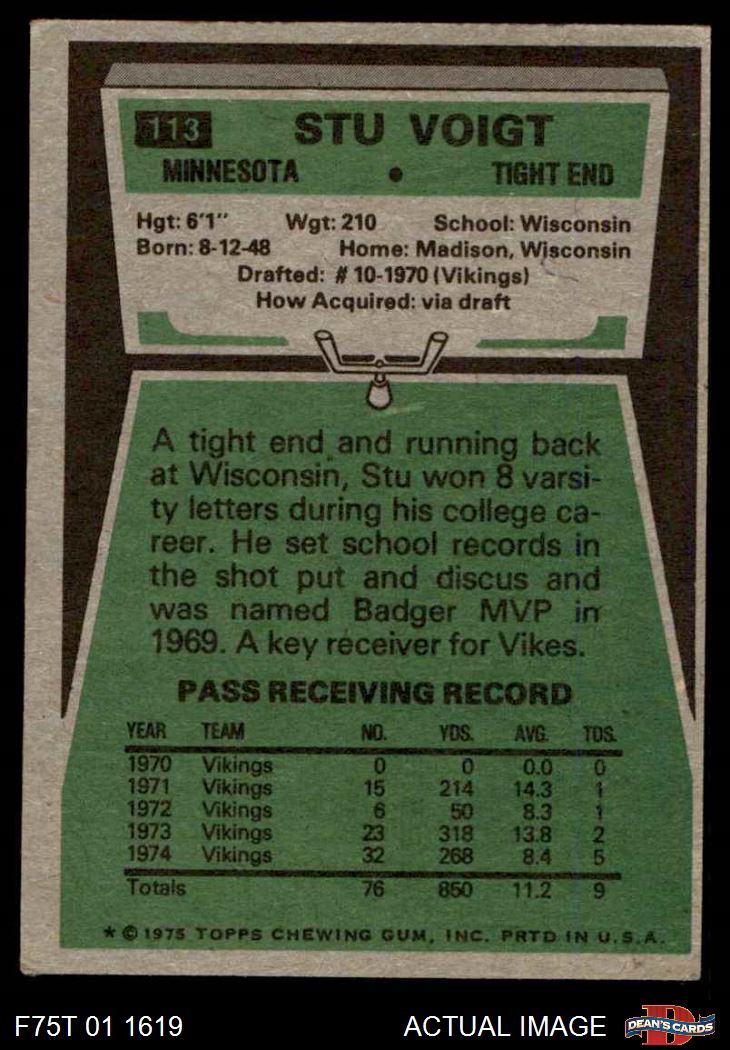 113 STU VOIGT
MINNESOTA • TIGHT END
Hgt: 6'1" Wgt: 210 School: Wisconsin
Born: 8-12-48 Home: Madison, Wisconsin
Drafted: # 10-1970 (Vikings)
How Acquired: via draft
A tight end and running back
at Wisconsin, Stu won 8 varsi-
ty letters during his college ca-
reer. He set school records in
the shot put and discus and
was named Badger MVP in
1969. A key receiver for Vikes.
PASS RECEIVING RECORD
YEAR TEAM NO. YDS. AVG. TDS.
1970 Vikings 0 0 0.0 0
1971 Vikings 15 214 14.3 1
1972 Vikings 6 50 8.3 1
1973 Vikings 23 318 13.8 2
1974 Vikings 32 268 8.4 5
Totals 76 850 11.2 9
* © 1975 TOPPS CHEWING GUM, INC. PRTD IN U.S.A.
F75T 01 1619 ACTUAL IMAGE D DEAN'S CARDS